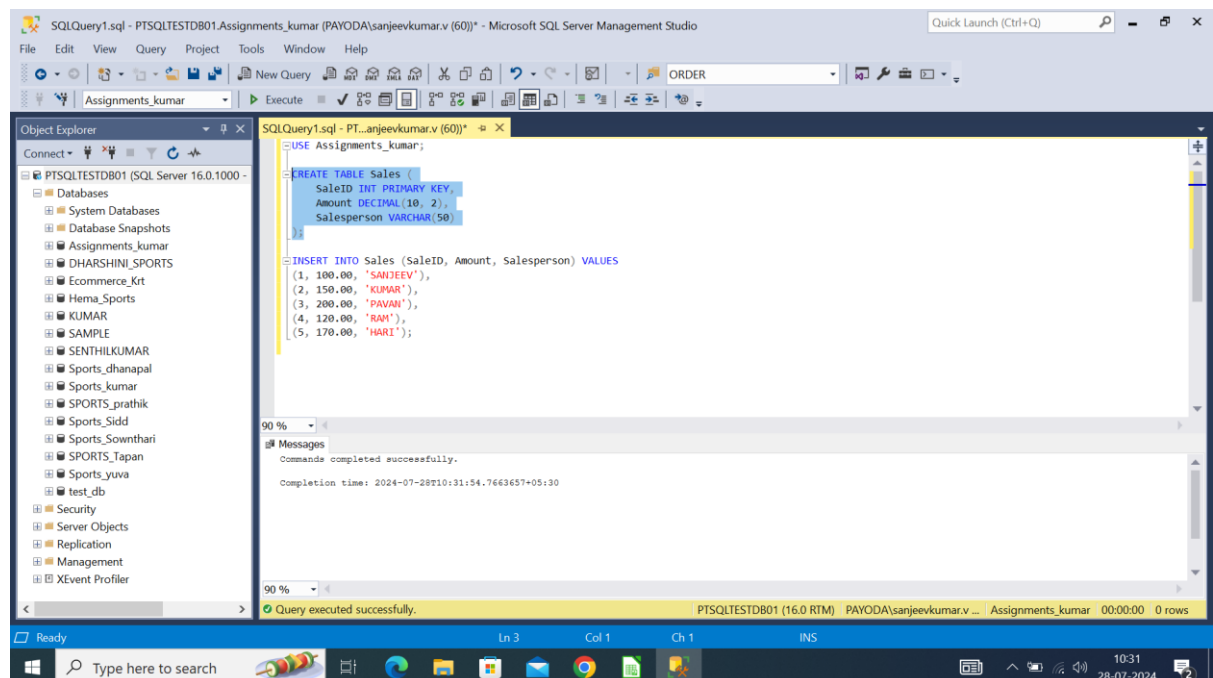 SQLQuery1.sql - PTSQLTESTDB01.Assignments_kumar (PAYODA\sanjeevkumar.v (60))* - Microsoft SQL Server Management Studio
Quick Launch (Ctrl+Q)
File Edit View Query Project Tools Window Help
New Query MDX DMX XMLA DAX ORDER
Assignments_kumar Execute
Object Explorer
Connect
PTSQLTESTDB01 (SQL Server 16.0.1000 -
Databases
System Databases
Database Snapshots
Assignments_kumar
DHARSHINI_SPORTS
Ecommerce_Krt
Hema_Sports
KUMAR
SAMPLE
SENTHILKUMAR
Sports_dhanapal
Sports_kumar
SPORTS_prathik
Sports_Sidd
Sports_Sownthari
SPORTS_Tapan
Sports_yuva
test_db
Security
Server Objects
Replication
Management
XEvent Profiler
SQLQuery1.sql - PT...anjeevkumar.v (60))*
USE Assignments_kumar;
CREATE TABLE Sales (
SaleID INT PRIMARY KEY,
Amount DECIMAL(10, 2),
Salesperson VARCHAR(50)
);
INSERT INTO Sales (SaleID, Amount, Salesperson) VALUES
(1, 100.00, 'SANJEEV'),
(2, 150.00, 'KUMAR'),
(3, 200.00, 'PAVAN'),
(4, 120.00, 'RAM'),
(5, 170.00, 'HARI');
90 %
Messages
Commands completed successfully.
Completion time: 2024-07-28T10:31:54.7663657+05:30
90 %
Query executed successfully. PTSQLTESTDB01 (16.0 RTM) PAYODA\sanjeevkumar.v ... Assignments_kumar 00:00:00 0 rows
Ready Ln 3 Col 1 Ch 1 INS
Type here to search
10:31
28-07-2024
2